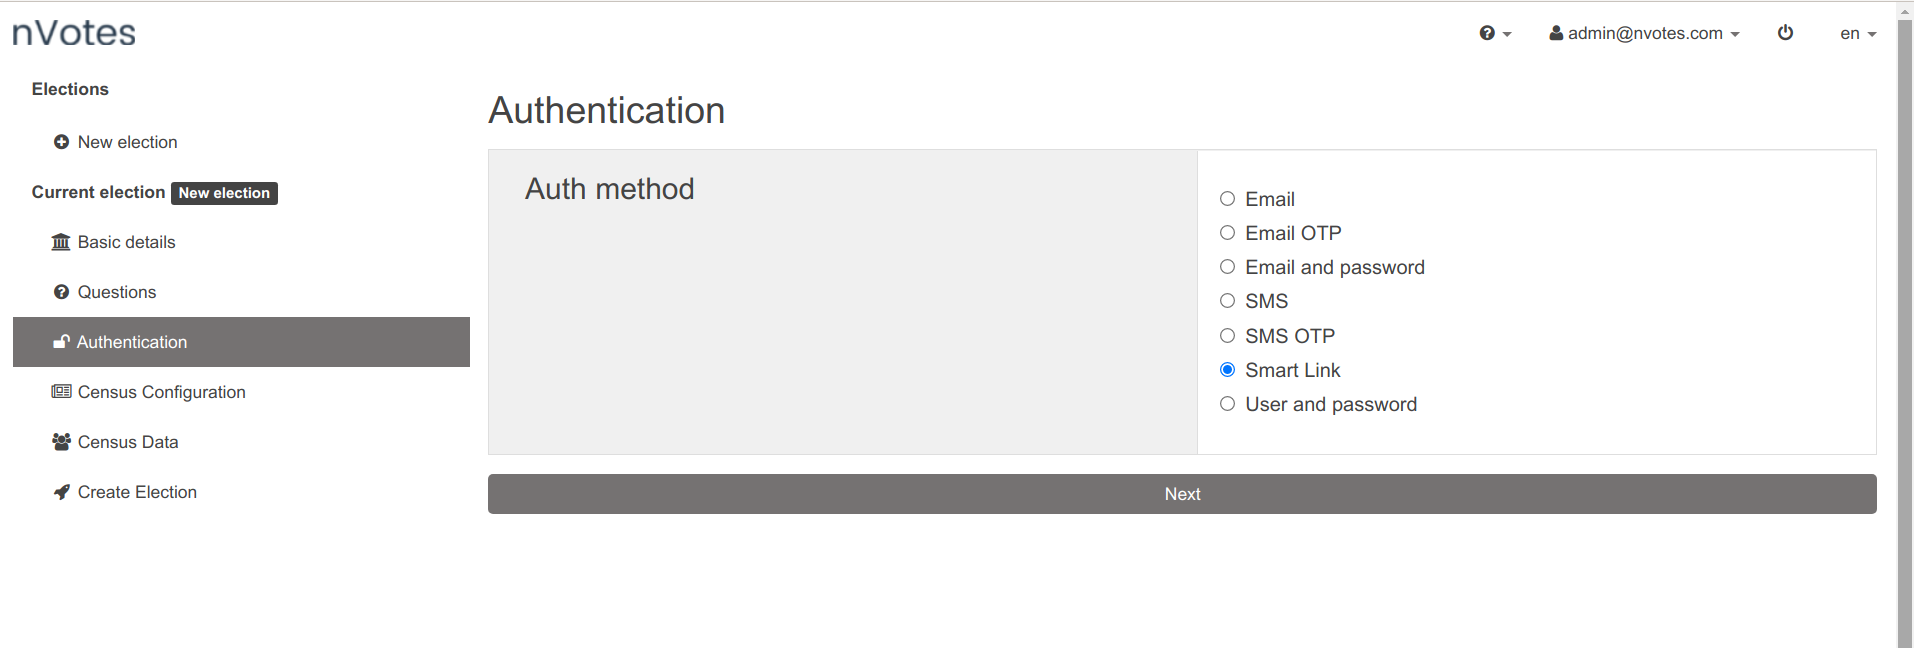 nVotes
admin@nvotes.com
en
Elections
New election
Current election New election
Basic details
Questions
Authentication
Census Configuration
Census Data
Create Election
Authentication
Auth method
Email
Email OTP
Email and password
SMS
SMS OTP
Smart Link
User and password
Next